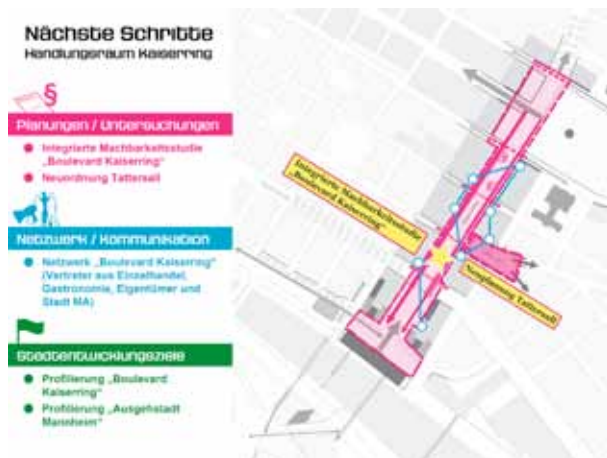 Nächste Schritte
Handlungsraum Kaiserring
§
Planungen / Untersuchungen
Integrierte Machbarkeitsstudie
„Boulevard Kaiserring“
Neuordnung Tattersall
Netzwerk / Kommunikation
Netzwerk „Boulevard Kaiserring“
(Vertreter aus Einzelhandel,
Gastronomie, Eigentümer und
Stadt MA)
Stadtentwicklungsziele
Profilierung „Boulevard
Kaiserring“
Profilierung „Ausgehstadt
Mannheim“
Integrierte Machbarkeitsstudie
„Boulevard Kaiserring“
Neuplanung Tattersall